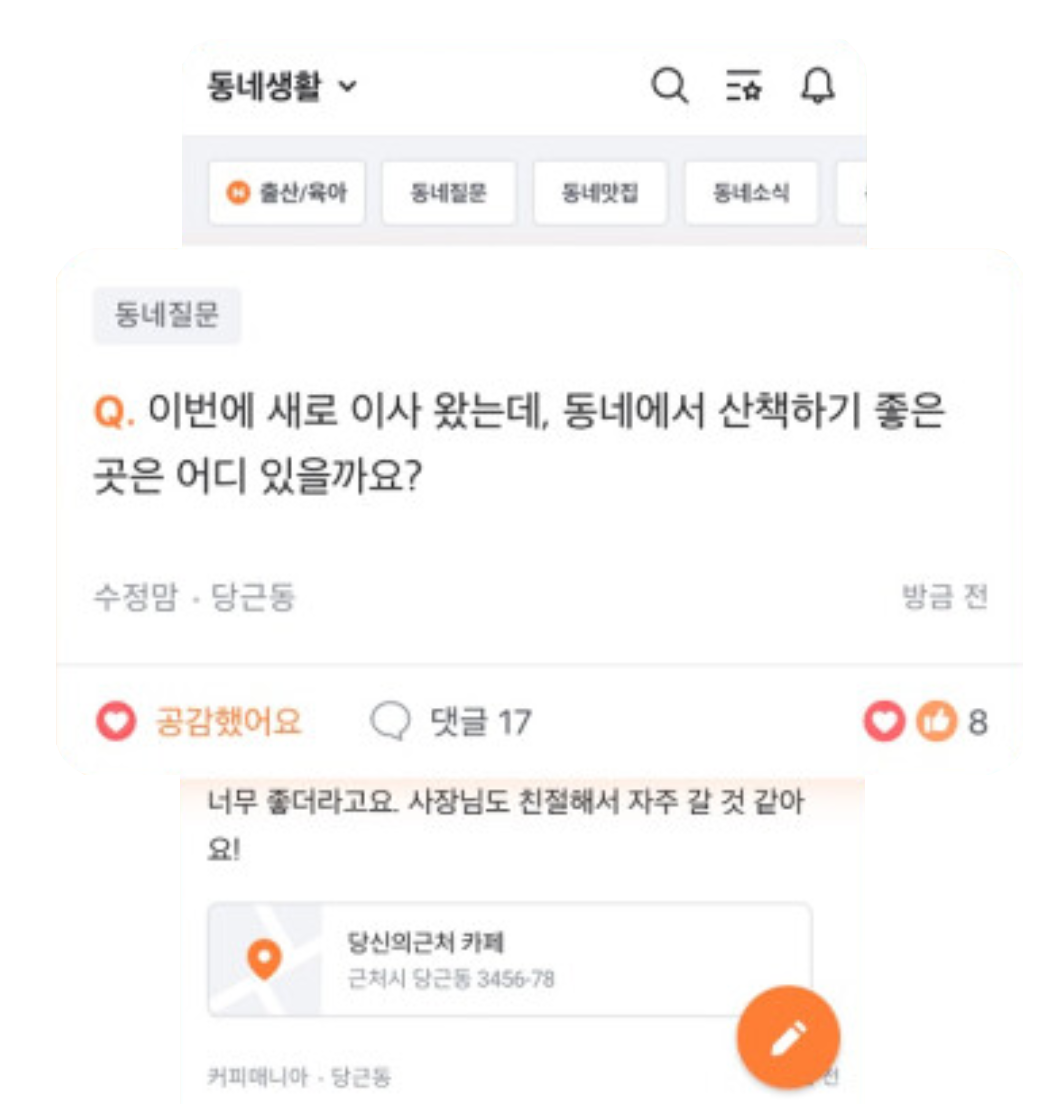 동네생활
출산/육아 동네질문 동네맛집 동네소식
동네질문
Q. 이번에 새로 이사 왔는데, 동네에서 산책하기 좋은
곳은 어디 있을까요?
수정맘 · 당근동 방금 전
공감했어요 댓글 17 8
너무 좋더라고요. 사장님도 친절해서 자주 갈 것 같아
요!
당신의근처 카페
근처시 당근동 3456-78
커피매니아 · 당근동 전